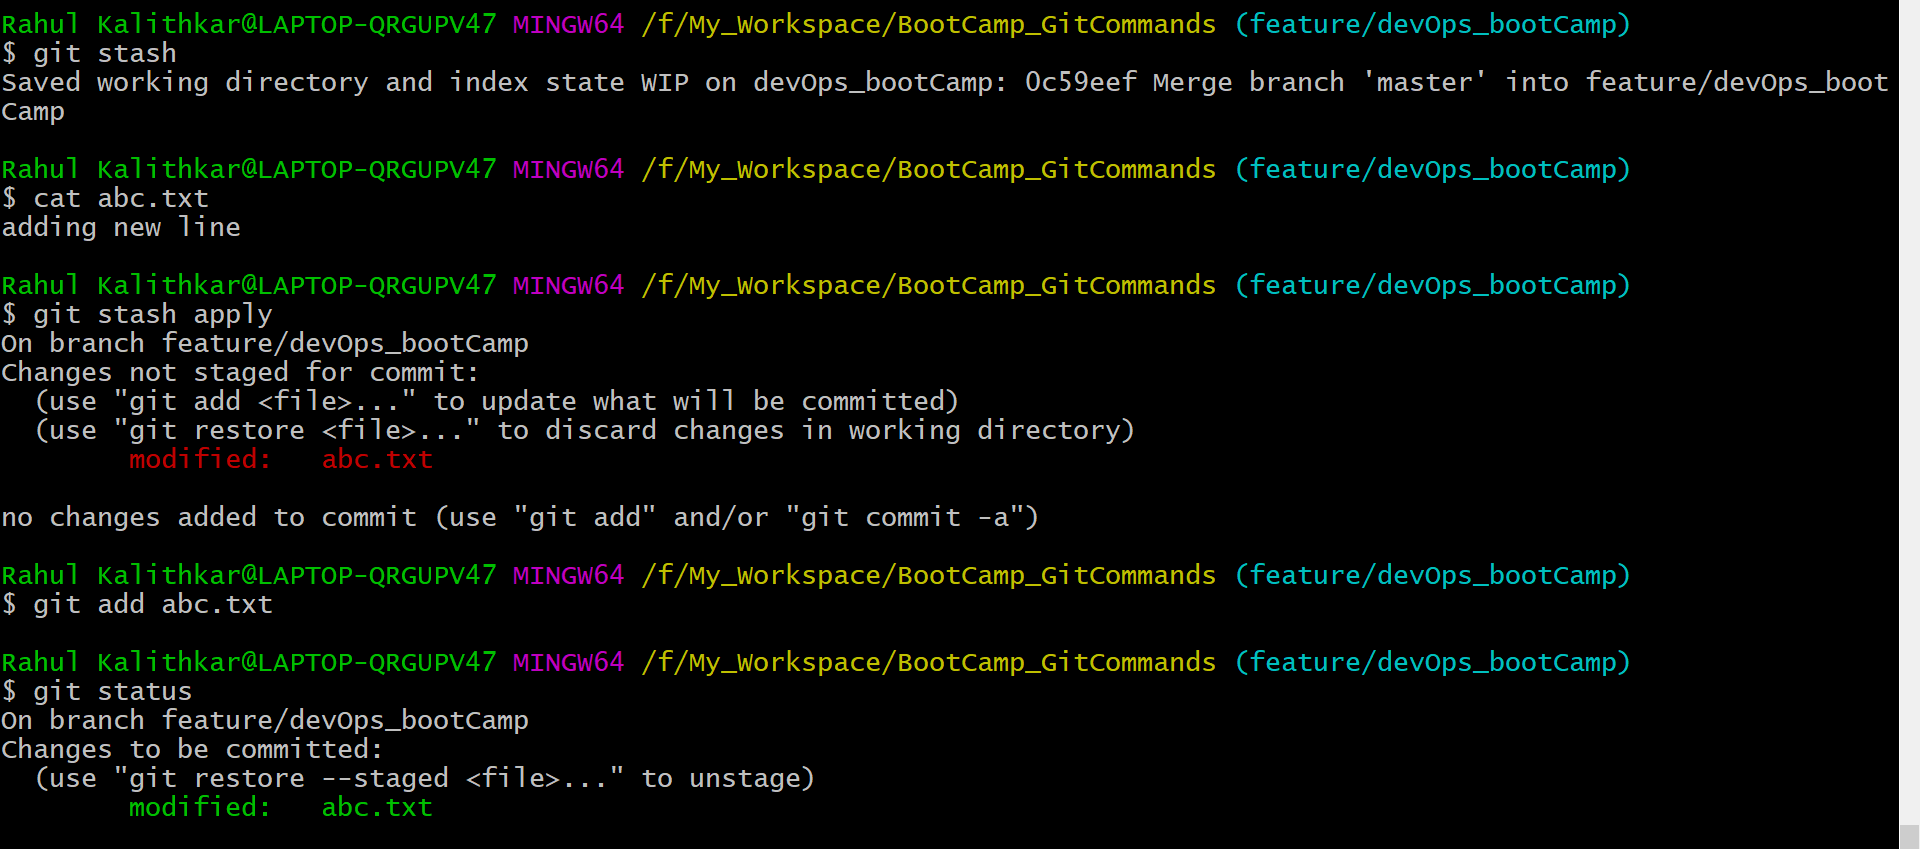 Rahul Kalithkar@LAPTOP-QRGUPV47 MINGW64 /f/My_Workspace/BootCamp_GitCommands (feature/devOps_bootCamp)
$ git stash
Saved working directory and index state WIP on devOps_bootCamp: 0c59eef Merge branch 'master' into feature/devOps_boot
Camp
Rahul Kalithkar@LAPTOP-QRGUPV47 MINGW64 /f/My_Workspace/BootCamp_GitCommands (feature/devOps_bootCamp)
$ cat abc.txt
adding new line
Rahul Kalithkar@LAPTOP-QRGUPV47 MINGW64 /f/My_Workspace/BootCamp_GitCommands (feature/devOps_bootCamp)
$ git stash apply
On branch feature/devOps_bootCamp
Changes not staged for commit:
  (use "git add <file>..." to update what will be committed)
  (use "git restore <file>..." to discard changes in working directory)
        modified:   abc.txt
no changes added to commit (use "git add" and/or "git commit -a")
Rahul Kalithkar@LAPTOP-QRGUPV47 MINGW64 /f/My_Workspace/BootCamp_GitCommands (feature/devOps_bootCamp)
$ git add abc.txt
Rahul Kalithkar@LAPTOP-QRGUPV47 MINGW64 /f/My_Workspace/BootCamp_GitCommands (feature/devOps_bootCamp)
$ git status
On branch feature/devOps_bootCamp
Changes to be committed:
  (use "git restore --staged <file>..." to unstage)
        modified:   abc.txt